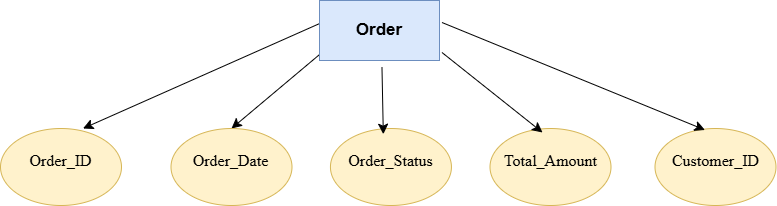 Order
Order_ID
Order_Date
Order_Status
Total_Amount
Customer_ID